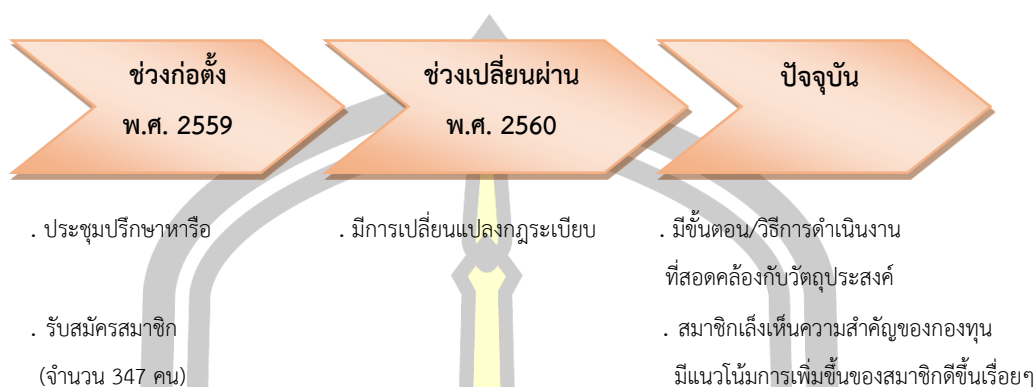 ช่วงก่อตั้ง
พ.ศ. 2559
ช่วงเปลี่ยนผ่าน
พ.ศ. 2560
ปัจจุบัน
. ประชุมปรึกษาหารือ
. รับสมัครสมาชิก
(จำนวน 347 คน)
. มีการเปลี่ยนแปลงกฎระเบียบ
. มีขั้นตอน/วิธีการดำเนินงาน
ที่สอดคล้องกับวัตถุประสงค์
. สมาชิกเล็งเห็นความสำคัญของกองทุน
มีแนวโน้มการเพิ่มขึ้นของสมาชิกดีขึ้นเรื่อยๆ